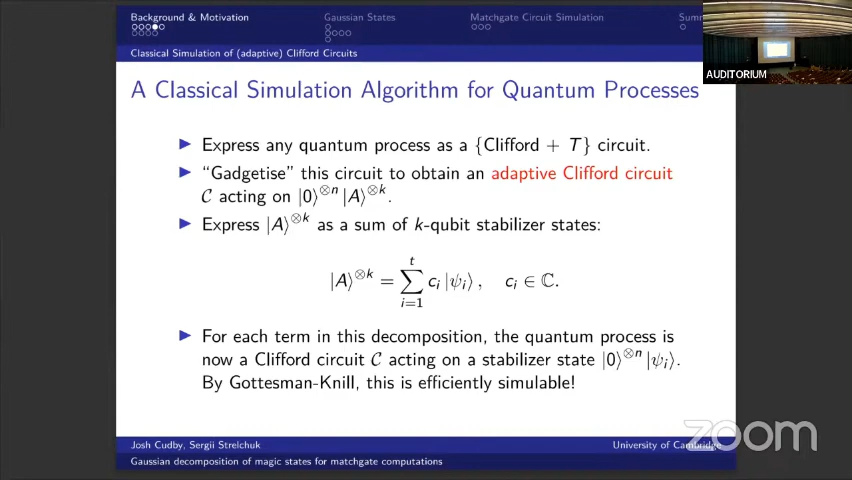 Background & Motivation Gaussian States Matchgate Circuit Simulation Sum
AUDITORIUM
Classical Simulation of (adaptive) Clifford Circuits
A Classical Simulation Algorithm for Quantum Processes
Express any quantum process as a {Clifford + T} circuit.
“Gadgetise” this circuit to obtain an adaptive Clifford circuit
𝒞 acting on |0⟩^⊗n |A⟩^⊗k.
Express |A⟩^⊗k as a sum of k-qubit stabilizer states:
|A⟩^⊗k = ∑_{i=1}^{t} c_i |ψ_i⟩ , c_i ∈ ℂ.
For each term in this decomposition, the quantum process is
now a Clifford circuit 𝒞 acting on a stabilizer state |0⟩^⊗n |ψ_i⟩.
By Gottesman-Knill, this is efficiently simulable!
Josh Cudby, Sergii Strelchuk University of Cambridge
Gaussian decomposition of magic states for matchgate computations
zoom